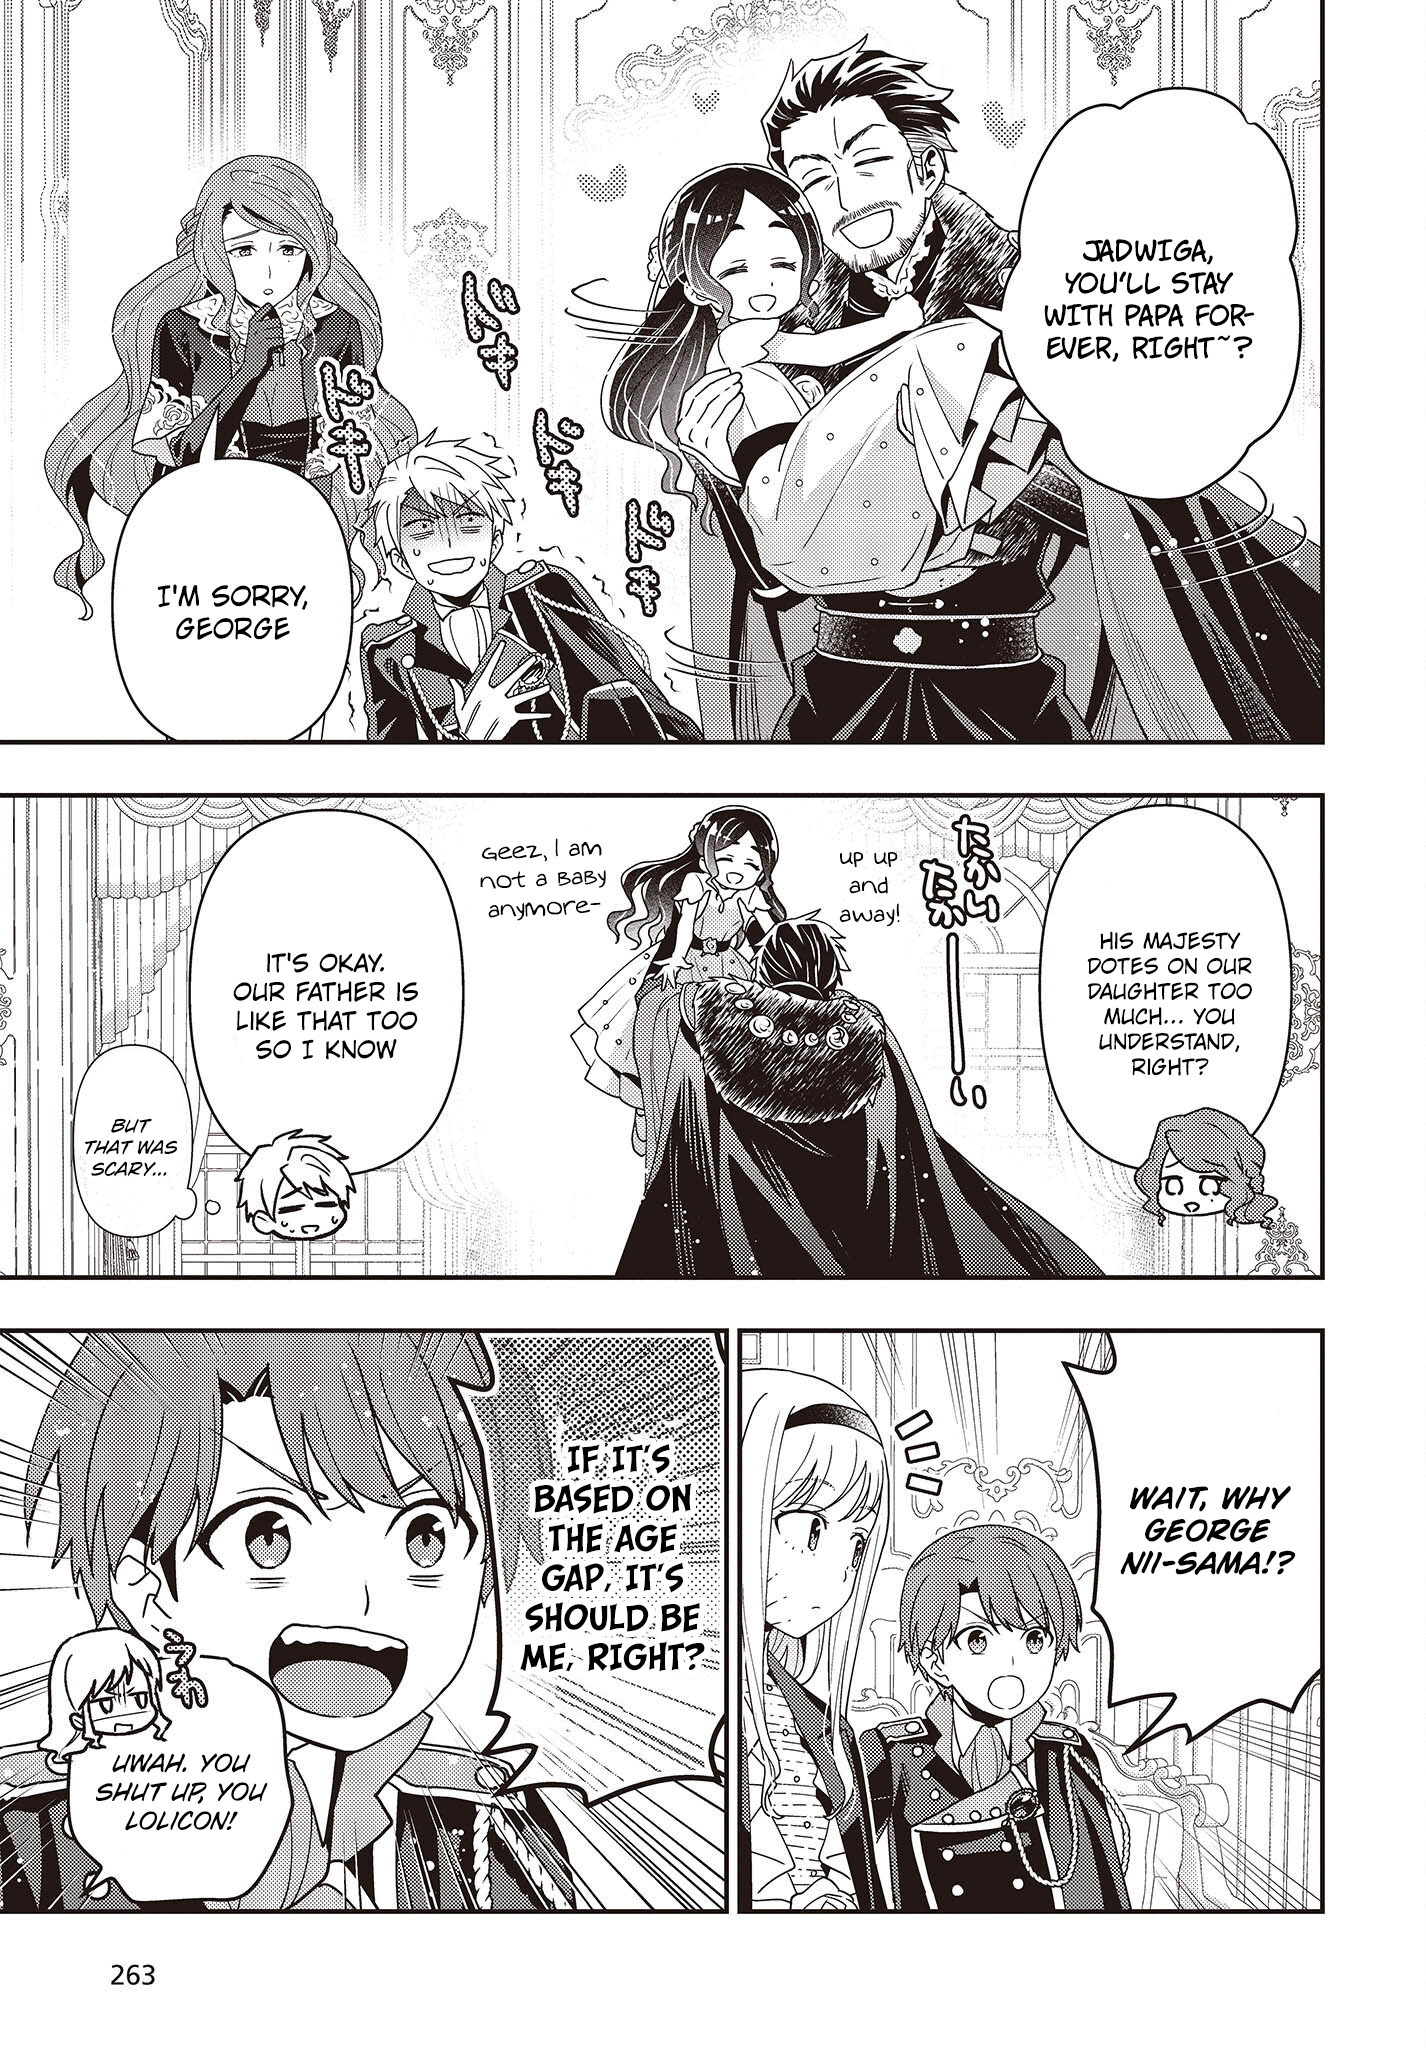 JADWIGA,
YOU'LL STAY
WITH PAPA FOR-
EVER, RIGHT~?
ドキ
ドキ
ドキ
ドキ
I'M SORRY,
GEORGE
HIS MAJESTY
DOTES ON OUR
DAUGHTER TOO
MUCH... YOU
UNDERSTAND,
RIGHT?
たかい
たかーい
UP UP
AND
AWAY!
Geez, I AM
NOT A BABY
ANYMORE-
IT'S OKAY.
OUR FATHER IS
LIKE THAT TOO
SO I KNOW
BUT
THAT WAS
SCARY...
WAIT, WHY
GEORGE
NII-SAMA!?
IF IT'S
BASED ON
THE AGE
GAP, IT'S
SHOULD BE
ME, RIGHT?
UWAH. YOU
SHUT UP, YOU
LOLICON!
263